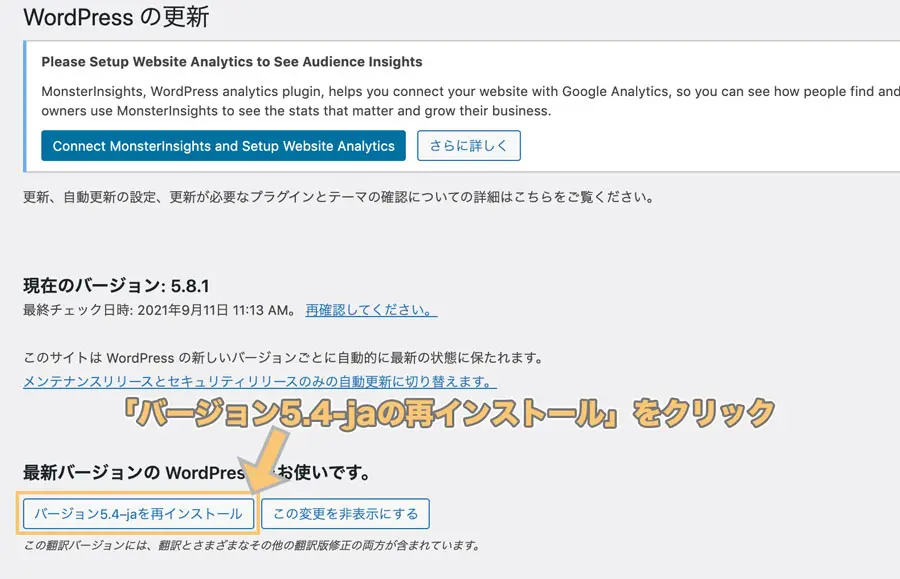 WordPress の更新
Please Setup Website Analytics to See Audience Insights
MonsterInsights, WordPress analytics plugin, helps you connect your website with Google Analytics, so you can see how people find and
owners use MonsterInsights to see the stats that matter and grow their business.
Connect MonsterInsights and Setup Website Analytics さらに詳しく
更新、自動更新の設定、更新が必要なプラグインとテーマの確認についての詳細はこちらをご覧ください。
現在のバージョン: 5.8.1
最終チェック日時: 2021年9月11日 11:13 AM。 再確認してください。
このサイトは WordPress の新しいバージョンごとに自動的に最新の状態に保たれます。
メンテナンスリリースとセキュリティリリースのみの自動更新に切り替えます。
「バージョン5.4-jaの再インストール」をクリック
最新バージョンの WordPres お使いです。
バージョン5.4–jaを再インストール この変更を非表示にする
この翻訳バージョンには、翻訳とさまざまなその他の翻訳版修正の両方が含まれています。